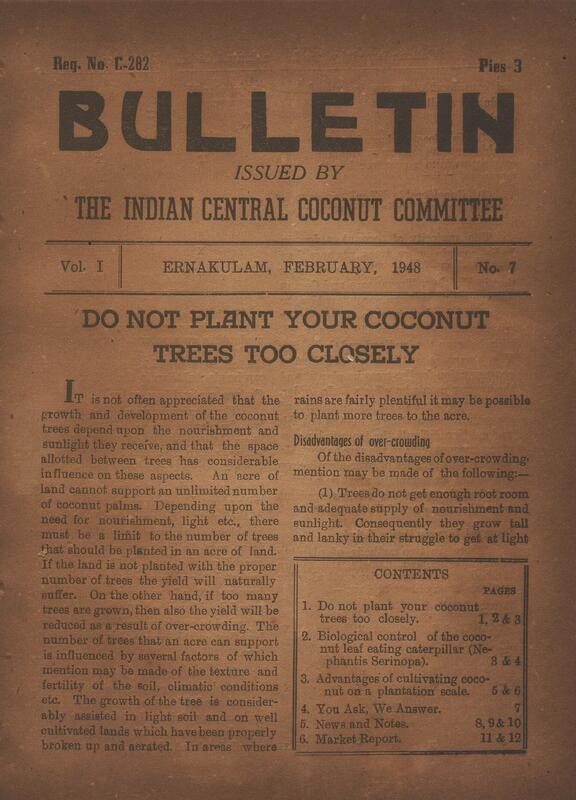 Reg. No. C-282
Pies 3
BULLETIN
ISSUED BY
THE INDIAN CENTRAL COCONUT COMMITTEE
Vol. I
ERNAKULAM, FEBRUARY, 1948
No. 7
DO NOT PLANT YOUR COCONUT
TREES TOO CLOSELY
IT is not often appreciated that the
growth and development of the coconut
trees depend upon the nourishment and
sunlight they receive, and that the space
allotted between trees has considerable
influence on these aspects. An acre of
land cannot support an unlimited number
of coconut palms. Depending upon the
need for nourishment, light etc., there
must be a limit to the number of trees
that should be planted in an acre of land.
If the land is not planted with the proper
number of trees the yield will naturally
suffer. On the other hand, if too many
trees are grown, then also the yield will be
reduced as a result of over-crowding. The
number of trees that an acre can support
is influenced by several factors of which
mention may be made of the texture and
fertility of the soil, climatic conditions
etc. The growth of the tree is consider-
ably assisted in light soil and on well
cultivated lands which have been properly
broken up and aerated. In areas where
rains are fairly plentiful it may be possible
to plant more trees to the acre.
Disadvantages of over-crowding
Of the disadvantages of over-crowding,
mention may be made of the following:—
(1) Trees do not get enough root room
and adequate supply of nourishment and
sunlight. Consequently they grow tall
and lanky in their struggle to get at light
CONTENTS
PAGES
1. Do not plant your coconut
trees too closely. 1, 2 & 3
2. Biological control of the coco-
nut leaf eating caterpillar (Ne-
phantis Serinopa). 3 & 4
3. Advantages of cultivating coco-
nut on a plantation scale. 5 & 6
4. You Ask, We Answer. 7
5. News and Notes. 8, 9 & 10
6. Market Report. 11 & 12